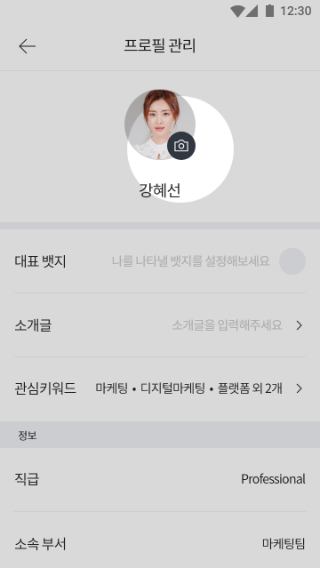 12:30
프로필 관리
강혜선
대표 뱃지 나를 나타낼 뱃지를 설정해보세요
소개글 소개글을 입력해주세요
관심키워드 마케팅 • 디지털마케팅 • 플랫폼 외 2개
정보
직급 Professional
소속 부서 마케팅팀